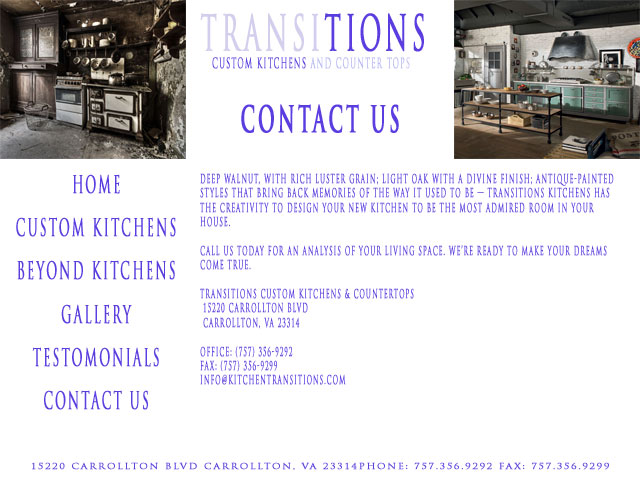 TRANSITIONS
CUSTOM KITCHENS AND COUNTER TOPS
CONTACT US
HOME
CUSTOM KITCHENS
BEYOND KITCHENS
GALLERY
TESTOMONIALS
CONTACT US
DEEP WALNUT, WITH RICH LUSTER GRAIN; LIGHT OAK WITH A DIVINE FINISH; ANTIQUE-PAINTED
STYLES THAT BRING BACK MEMORIES OF THE WAY IT USED TO BE — TRANSITIONS KITCHENS HAS
THE CREATIVITY TO DESIGN YOUR NEW KITCHEN TO BE THE MOST ADMIRED ROOM IN YOUR
HOUSE.
CALL US TODAY FOR AN ANALYSIS OF YOUR LIVING SPACE. WE'RE READY TO MAKE YOUR DREAMS
COME TRUE.
TRANSITIONS CUSTOM KITCHENS & COUNTERTOPS
15220 CARROLLTON BLVD
CARROLLTON, VA 23314
OFFICE: (757) 356-9292
FAX: (757) 356-9299
INFO@KITCHENTRANSITIONS.COM
15220 CARROLLTON BLVD CARROLLTON, VA 23314PHONE: 757.356.9292 FAX: 757.356.9299